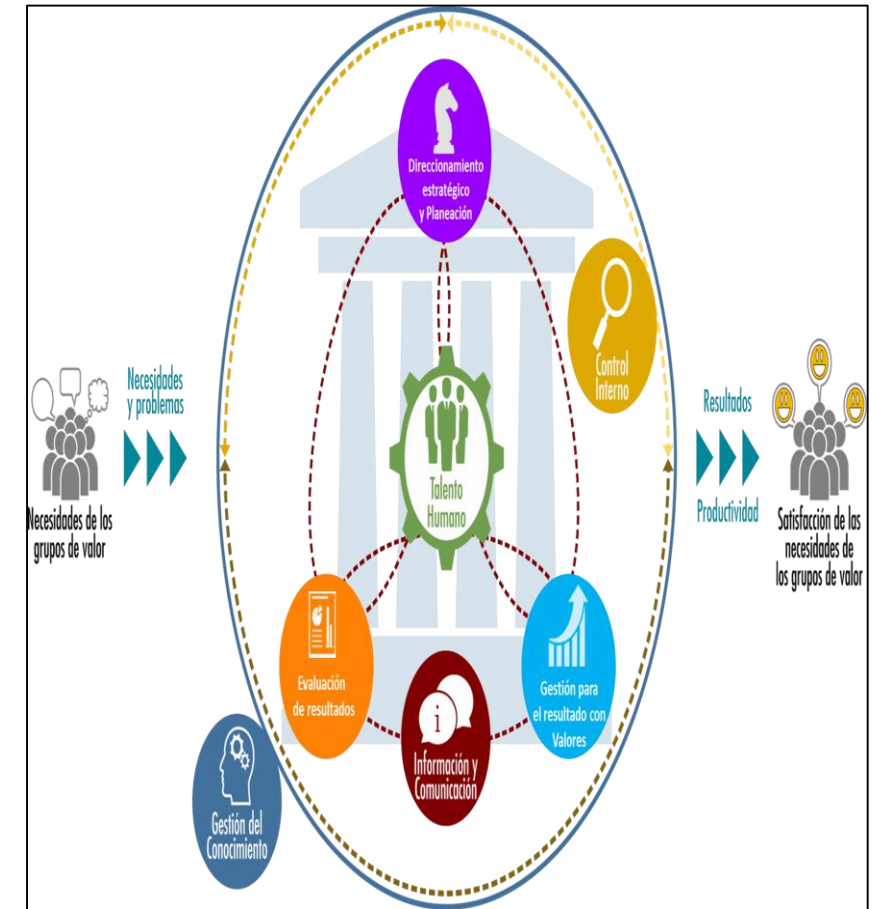 Direccionamiento
estratégico
y Planeación
Control
Interno
Necesidades
y problemas
Necesidades de los
grupos de valor
Talento
Humano
Resultados
Productividad
Satisfacción de las
necesidades de
los grupos de valor
Evaluación
de resultados
i
Información y
Comunicación
Gestión para
el resultado con
Valores
Gestión del
Conocimiento